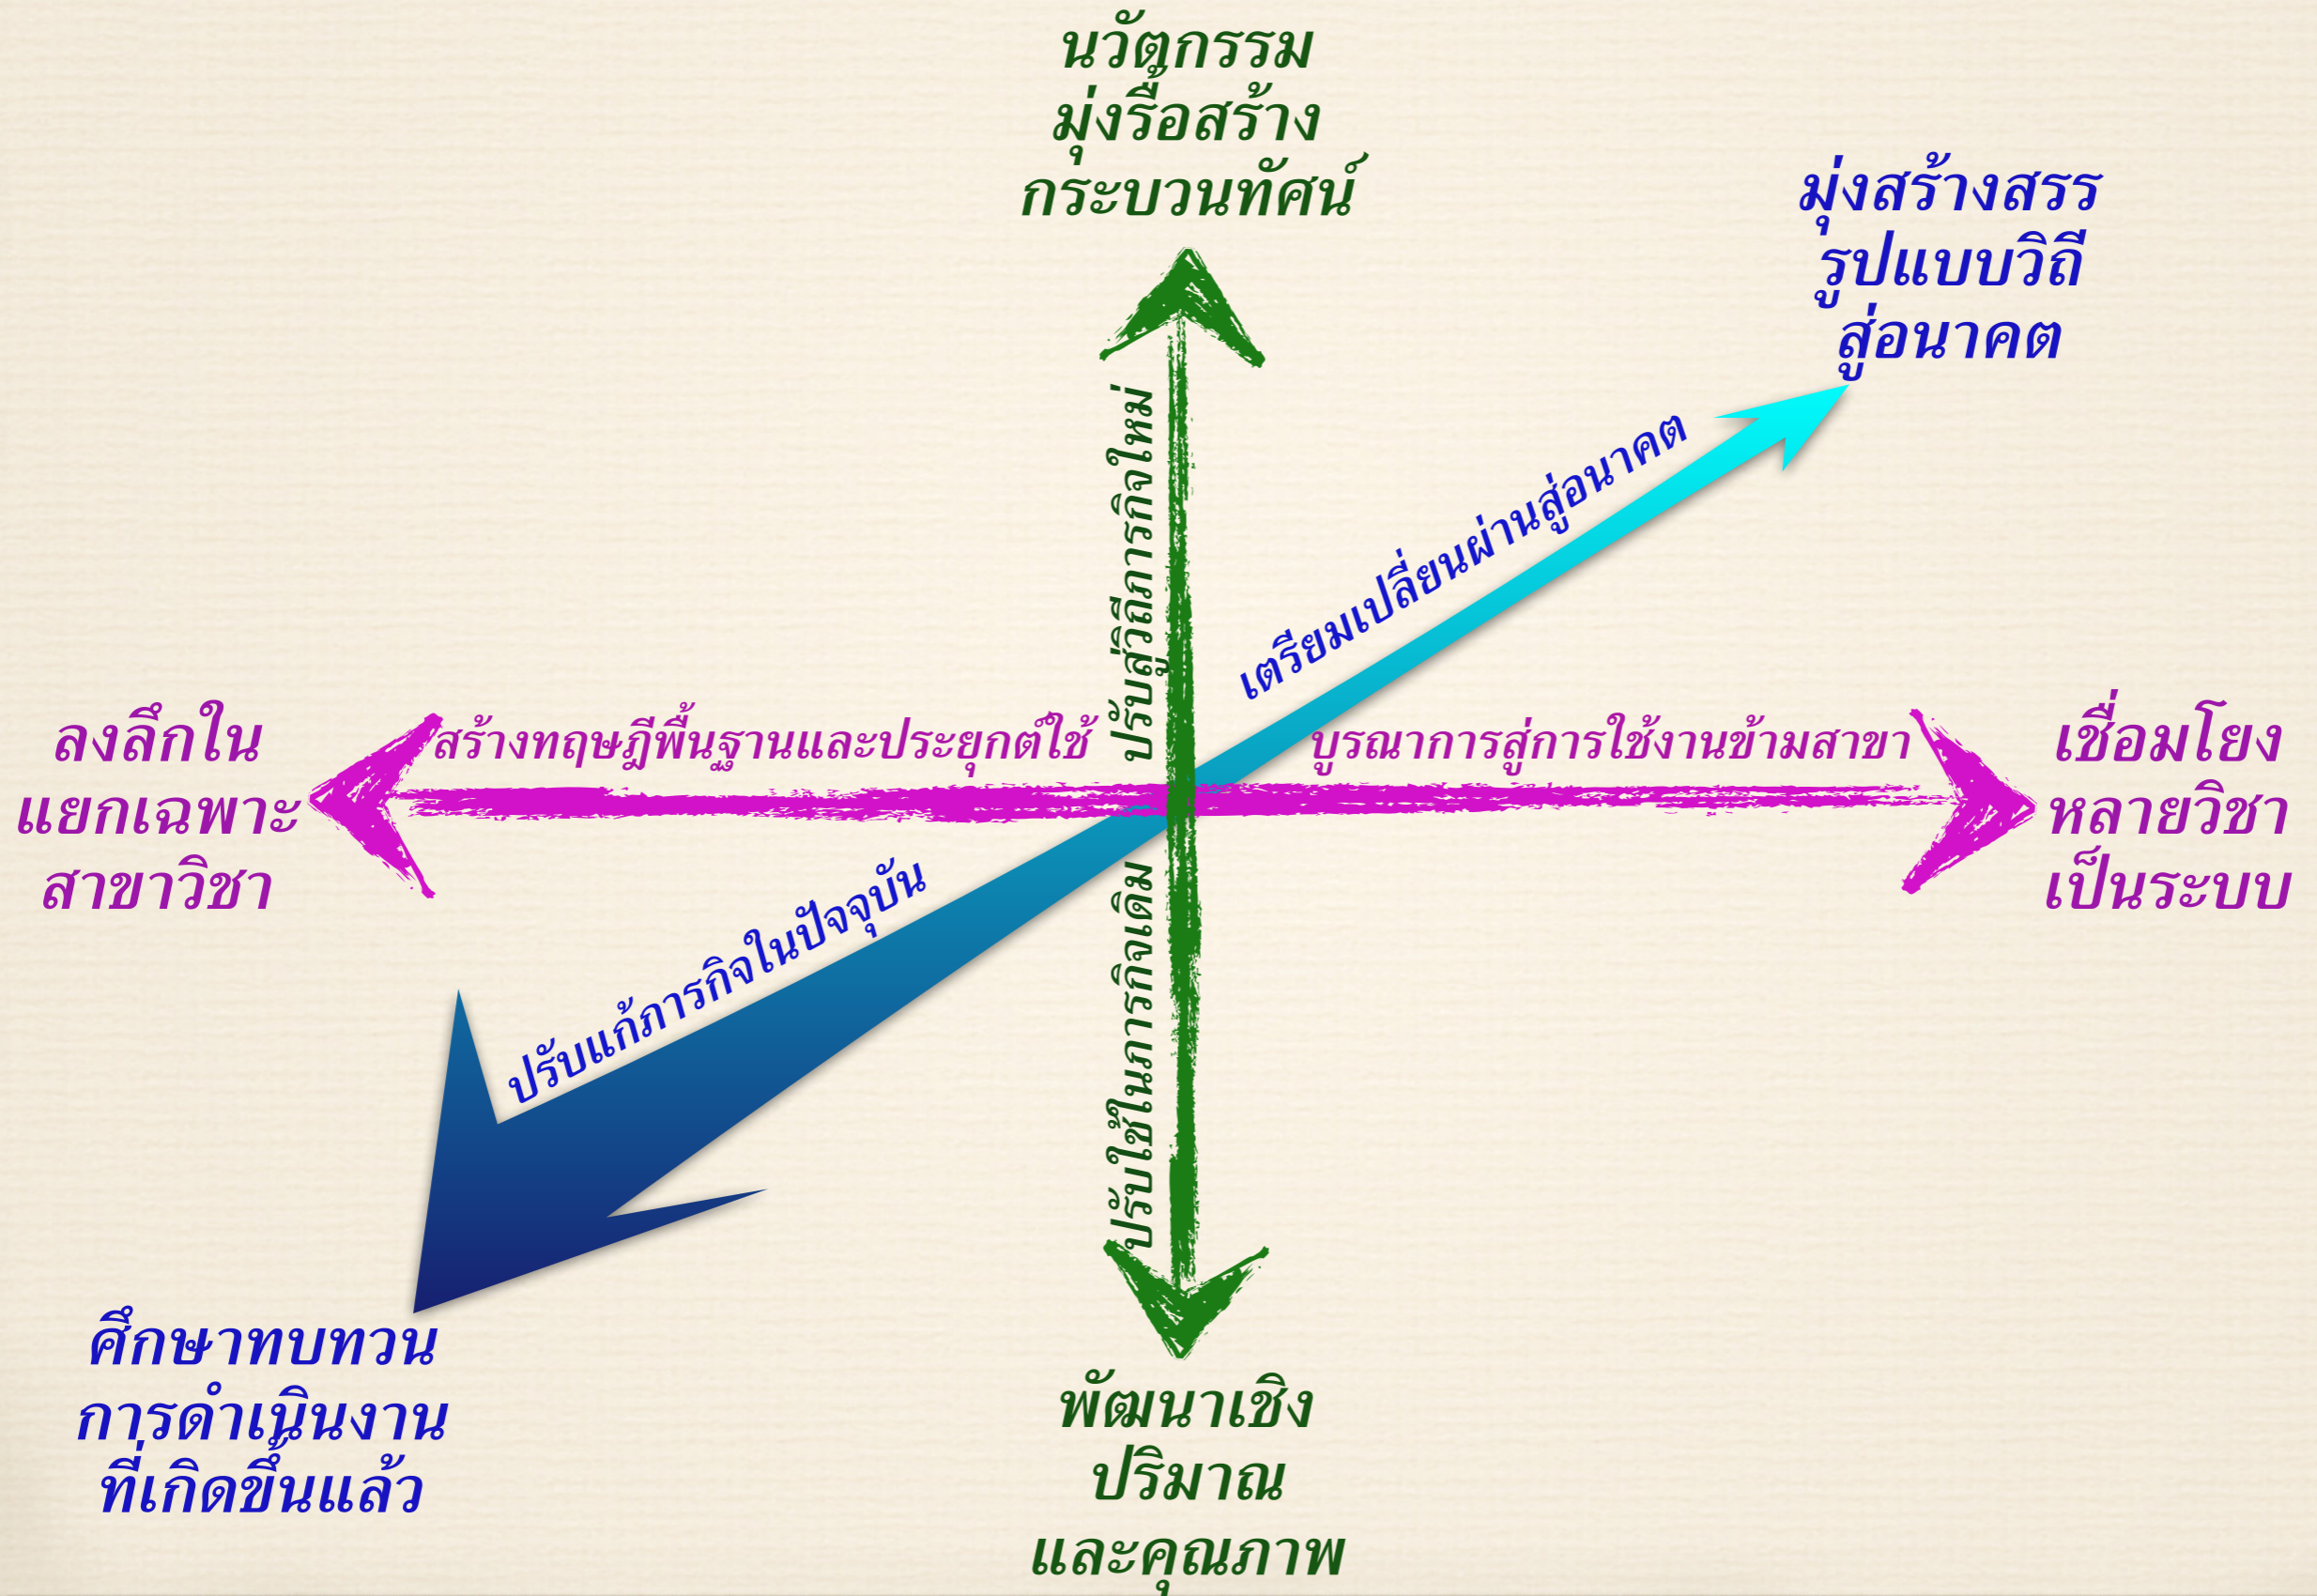 นวัตกรรม
มุ่งรื้อสร้าง
กระบวนทัศน์
มุ่งสร้างสรร
รูปแบบวิถี
สู่อนาคต
ปรับสู่วิถีภารกิจใหม่
เตรียมเปลี่ยนผ่านสู่อนาคต
ลงลึกใน
แยกเฉพาะ
สาขาวิชา
สร้างทฤษฎีพื้นฐานและประยุกต์ใช้
บูรณาการสู่การใช้งานข้ามสาขา
เชื่อมโยง
หลายวิชา
เป็นระบบ
ปรับแก้ภารกิจในปัจจุบัน
ปรับใช้ในภารกิจเดิม
ศึกษาทบทวน
การดำเนินงาน
ที่เกิดขึ้นแล้ว
พัฒนาเชิง
ปริมาณ
และคุณภาพ